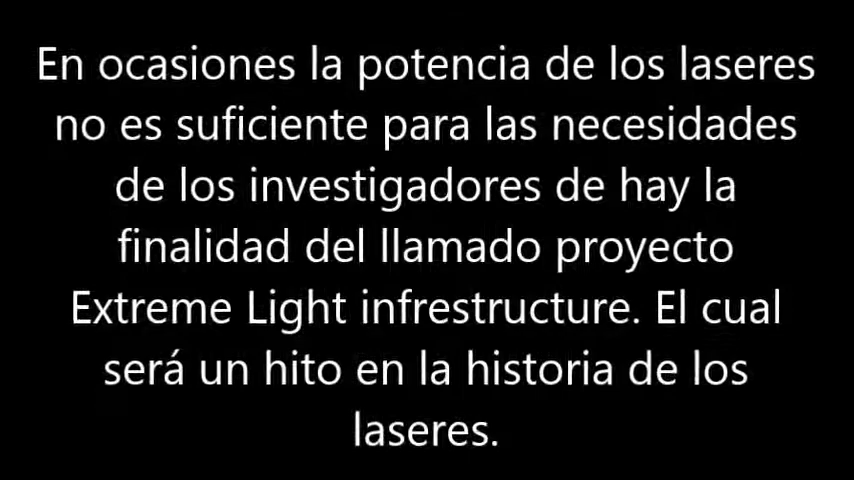 En ocasiones la potencia de los laseres
no es suficiente para las necesidades
de los investigadores de hay la
finalidad del llamado proyecto
Extreme Light infrestructure. El cual
será un hito en la historia de los
laseres.